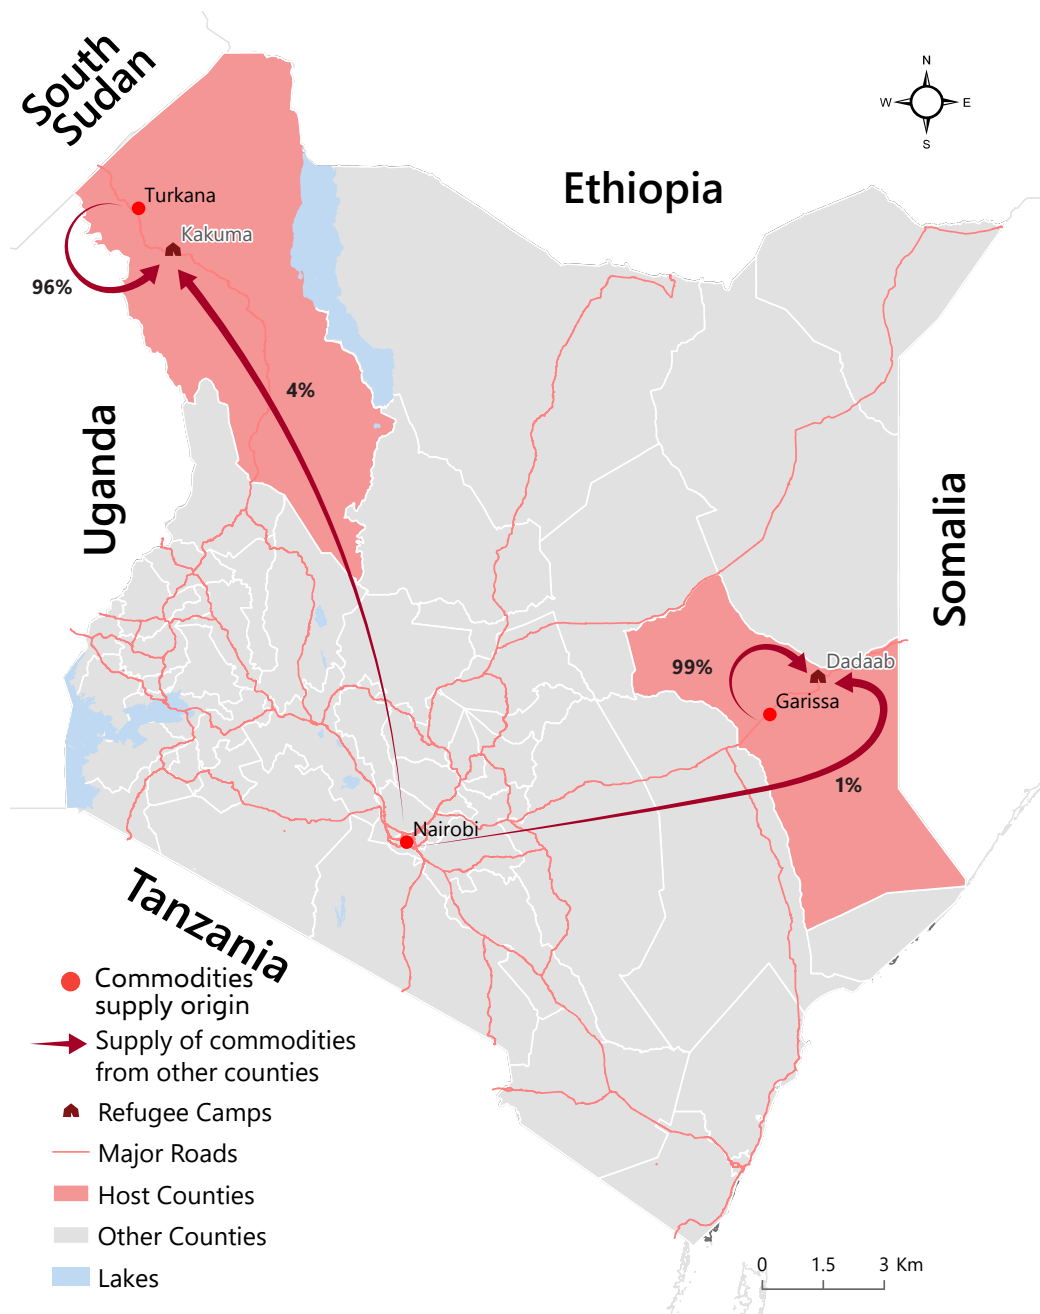 South
Sudan
N
W
E
S
Ethiopia
Turkana
Kakuma
96%
4%
Uganda
Somalia
99%
Dadaab
Garissa
1%
Nairobi
Tanzania
Commodities
supply origin
Supply of commodities
from other counties
Refugee Camps
Major Roads
Host Counties
Other Counties
Lakes
0 1.5 3 Km